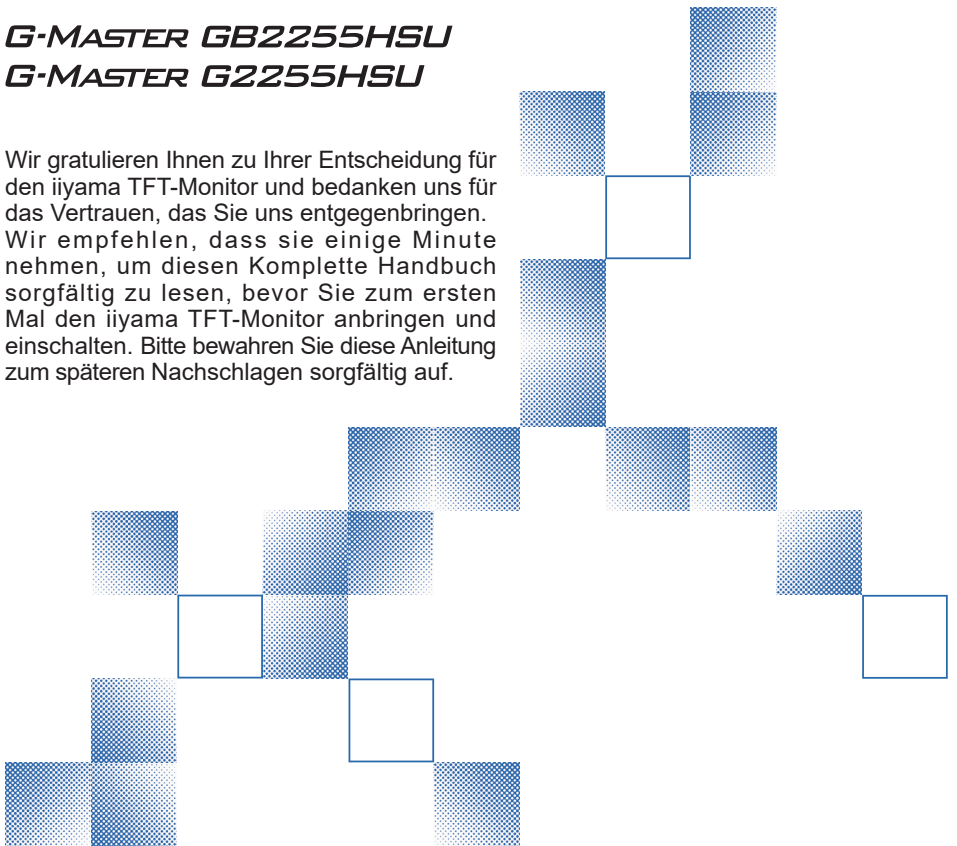 G-MASTER GB2255HSU
G-MASTER G2255HSU
Wir gratulieren Ihnen zu Ihrer Entscheidung für
den iiyama TFT-Monitor und bedanken uns für
das Vertrauen, das Sie uns entgegenbringen.
Wir empfehlen, dass sie einige Minute
nehmen, um diesen Komplette Handbuch
sorgfältig zu lesen, bevor Sie zum ersten
Mal den iiyama TFT-Monitor anbringen und
einschalten. Bitte bewahren Sie diese Anleitung
zum späteren Nachschlagen sorgfältig auf.